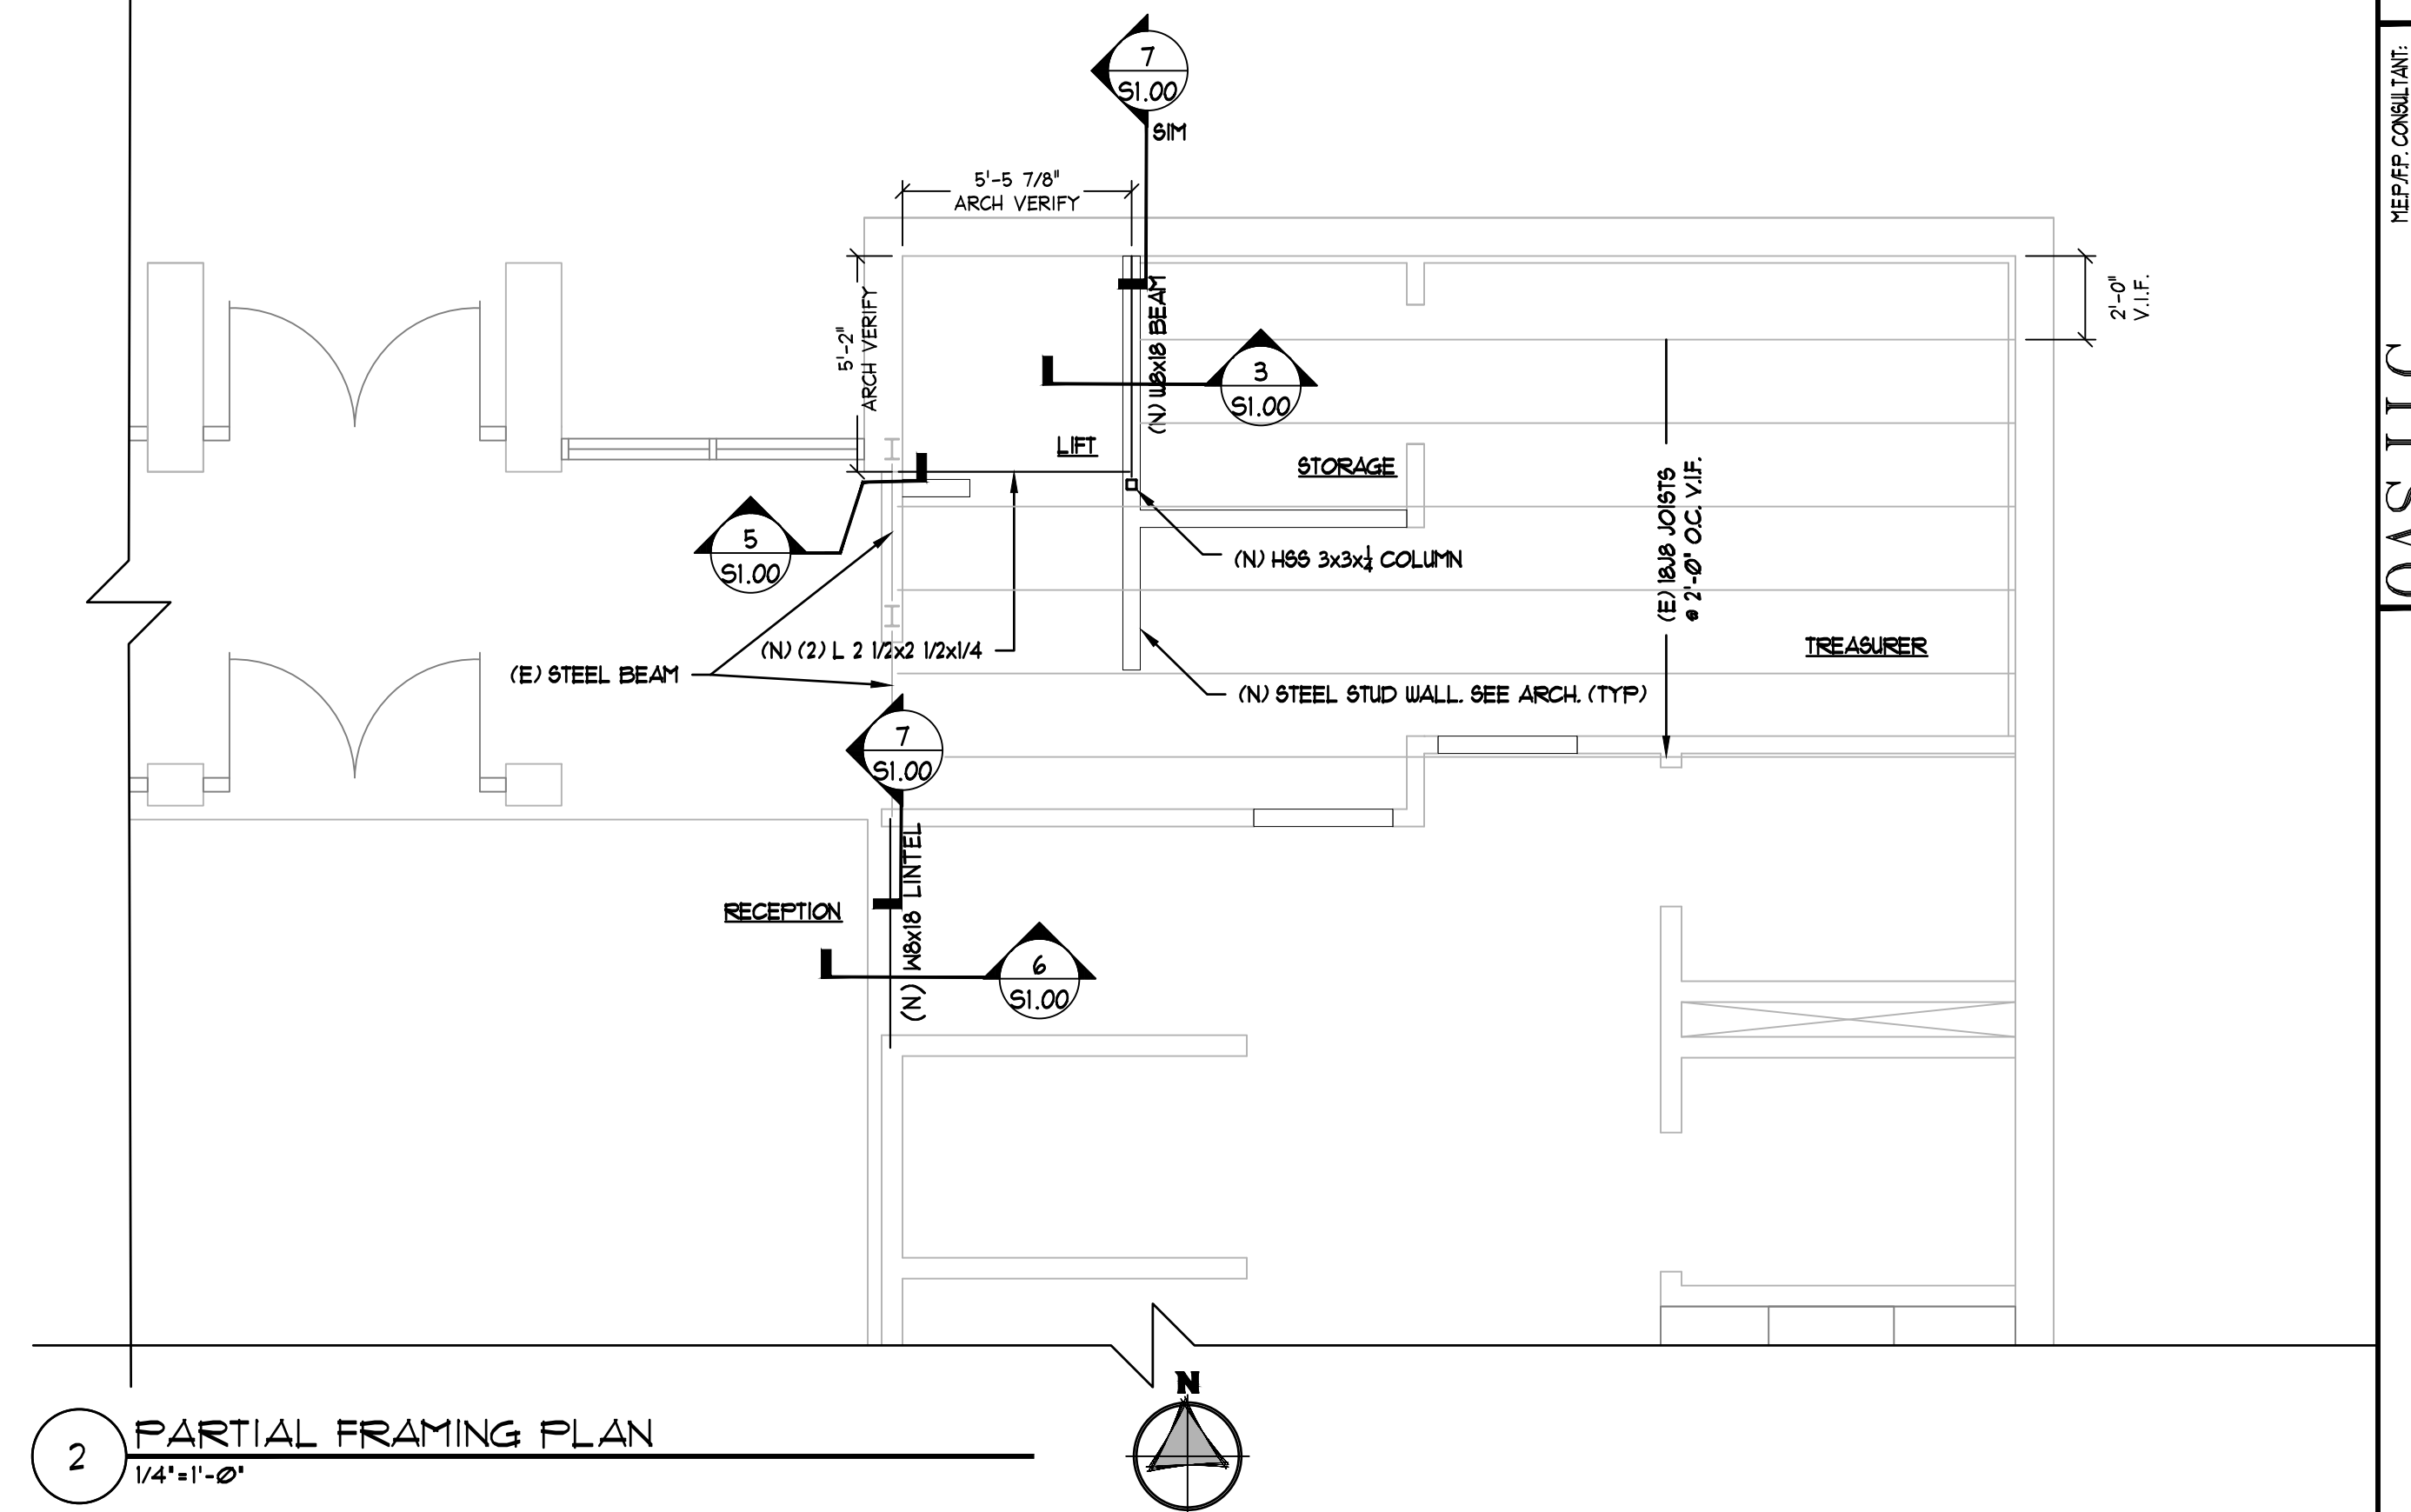 7
S1.00
SIM
MEP/F.P. CONSULTANT:
5'-5 7/8"
ARCH VERIFY
5'-2"
ARCH VERIFY
(N) W8x18 BEAM
2'-0"
V.I.F.
3
S1.00
LIFT
STORAGE
5
S1.00
(N) HSS 3x3x¼ COLUMN
(E) 18J8 JOISTS
@ 2'-0" O.C. V.I.F.
(N) (2) L 2 1/2x2 1/2x1/4
TREASURER
(E) STEEL BEAM
(N) STEEL STUD WALL. SEE ARCH. (TYP)
7
S1.00
(N) W8x18 LINTEL
RECEPTION
6
S1.00
N
2
PARTIAL FRAMING PLAN
1/4"=1'-0"